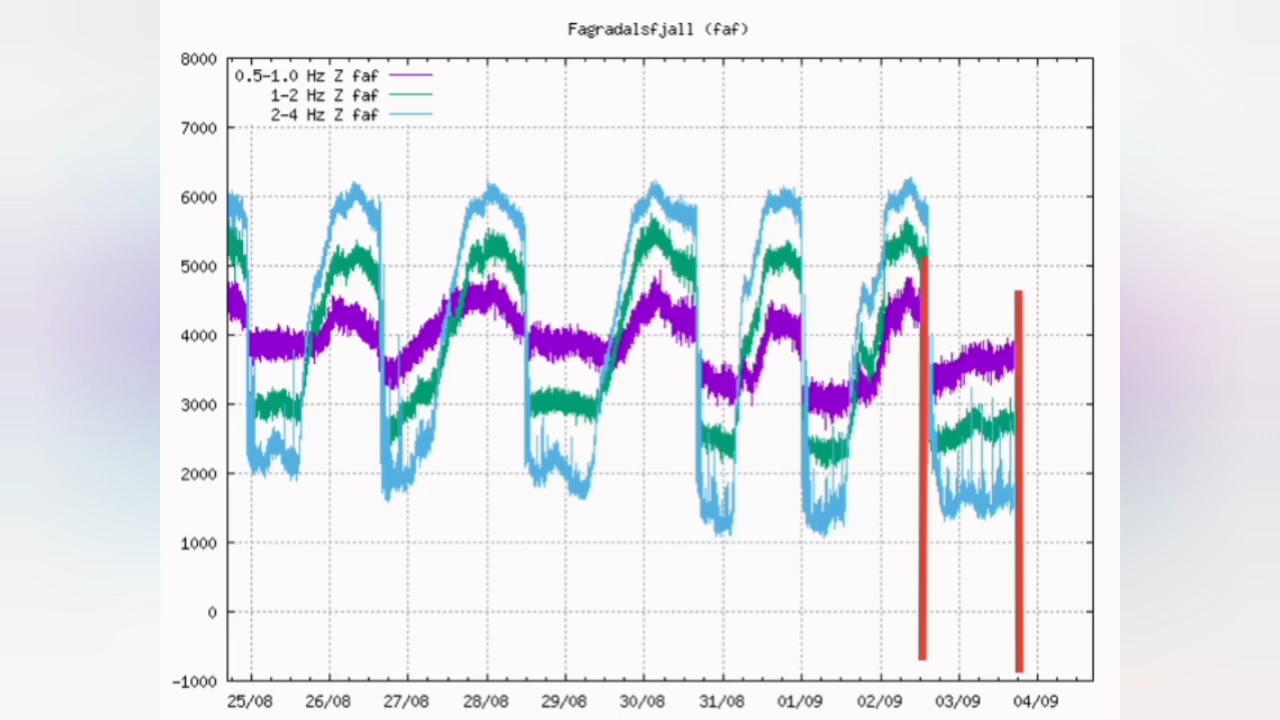 Fagradalsfjall (faf)
8000
0.5-1.0 Hz Z faf
1-2 Hz Z faf
2-4 Hz Z faf
7000
6000
5000
4000
3000
2000
1000
0
-1000
25/08 26/08 27/08 28/08 29/08 30/08 31/08 01/09 02/09 03/09 04/09